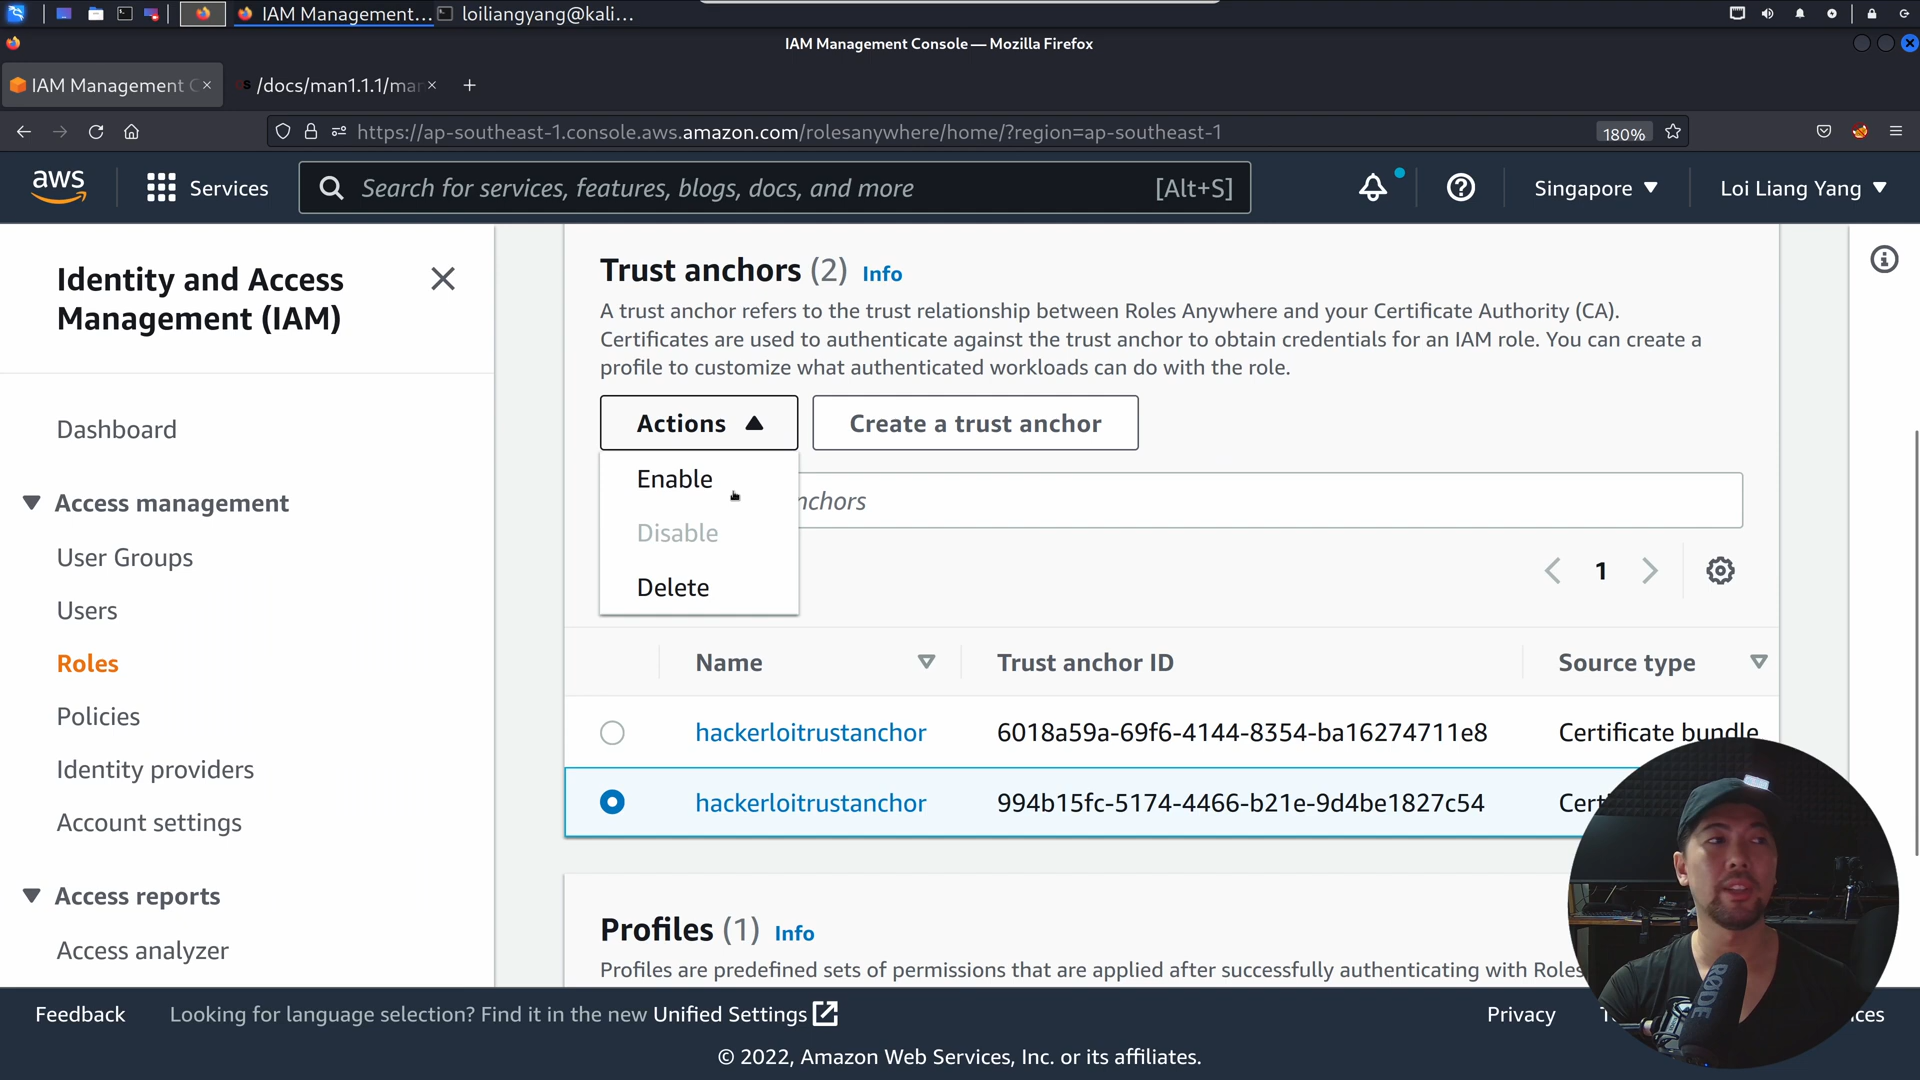 IAM Management...
loiliangyang@kali...
IAM Management Console — Mozilla Firefox
IAM Management C
/docs/man1.1.1/mar
https://ap-southeast-1.console.aws.amazon.com/rolesanywhere/home/?region=ap-southeast-1
180%
aws
Services
Search for services, features, blogs, docs, and more
[Alt+S]
Singapore
Loi Liang Yang
Identity and Access
Management (IAM)
Dashboard
Access management
User Groups
Users
Roles
Policies
Identity providers
Account settings
Access reports
Access analyzer
Trust anchors (2) Info
A trust anchor refers to the trust relationship between Roles Anywhere and your Certificate Authority (CA).
Certificates are used to authenticate against the trust anchor to obtain credentials for an IAM role. You can create a
profile to customize what authenticated workloads can do with the role.
Actions
Create a trust anchor
Enable
nchors
Disable
Delete
1
Name
Trust anchor ID
Source type
hackerloitrustanchor
6018a59a-69f6-4144-8354-ba16274711e8
Certificate bundle
hackerloitrustanchor
994b15fc-5174-4466-b21e-9d4be1827c54
Cert
Profiles (1) Info
Profiles are predefined sets of permissions that are applied after successfully authenticating with Roles
RØDE
Feedback
Looking for language selection? Find it in the new Unified Settings
Privacy
© 2022, Amazon Web Services, Inc. or its affiliates.